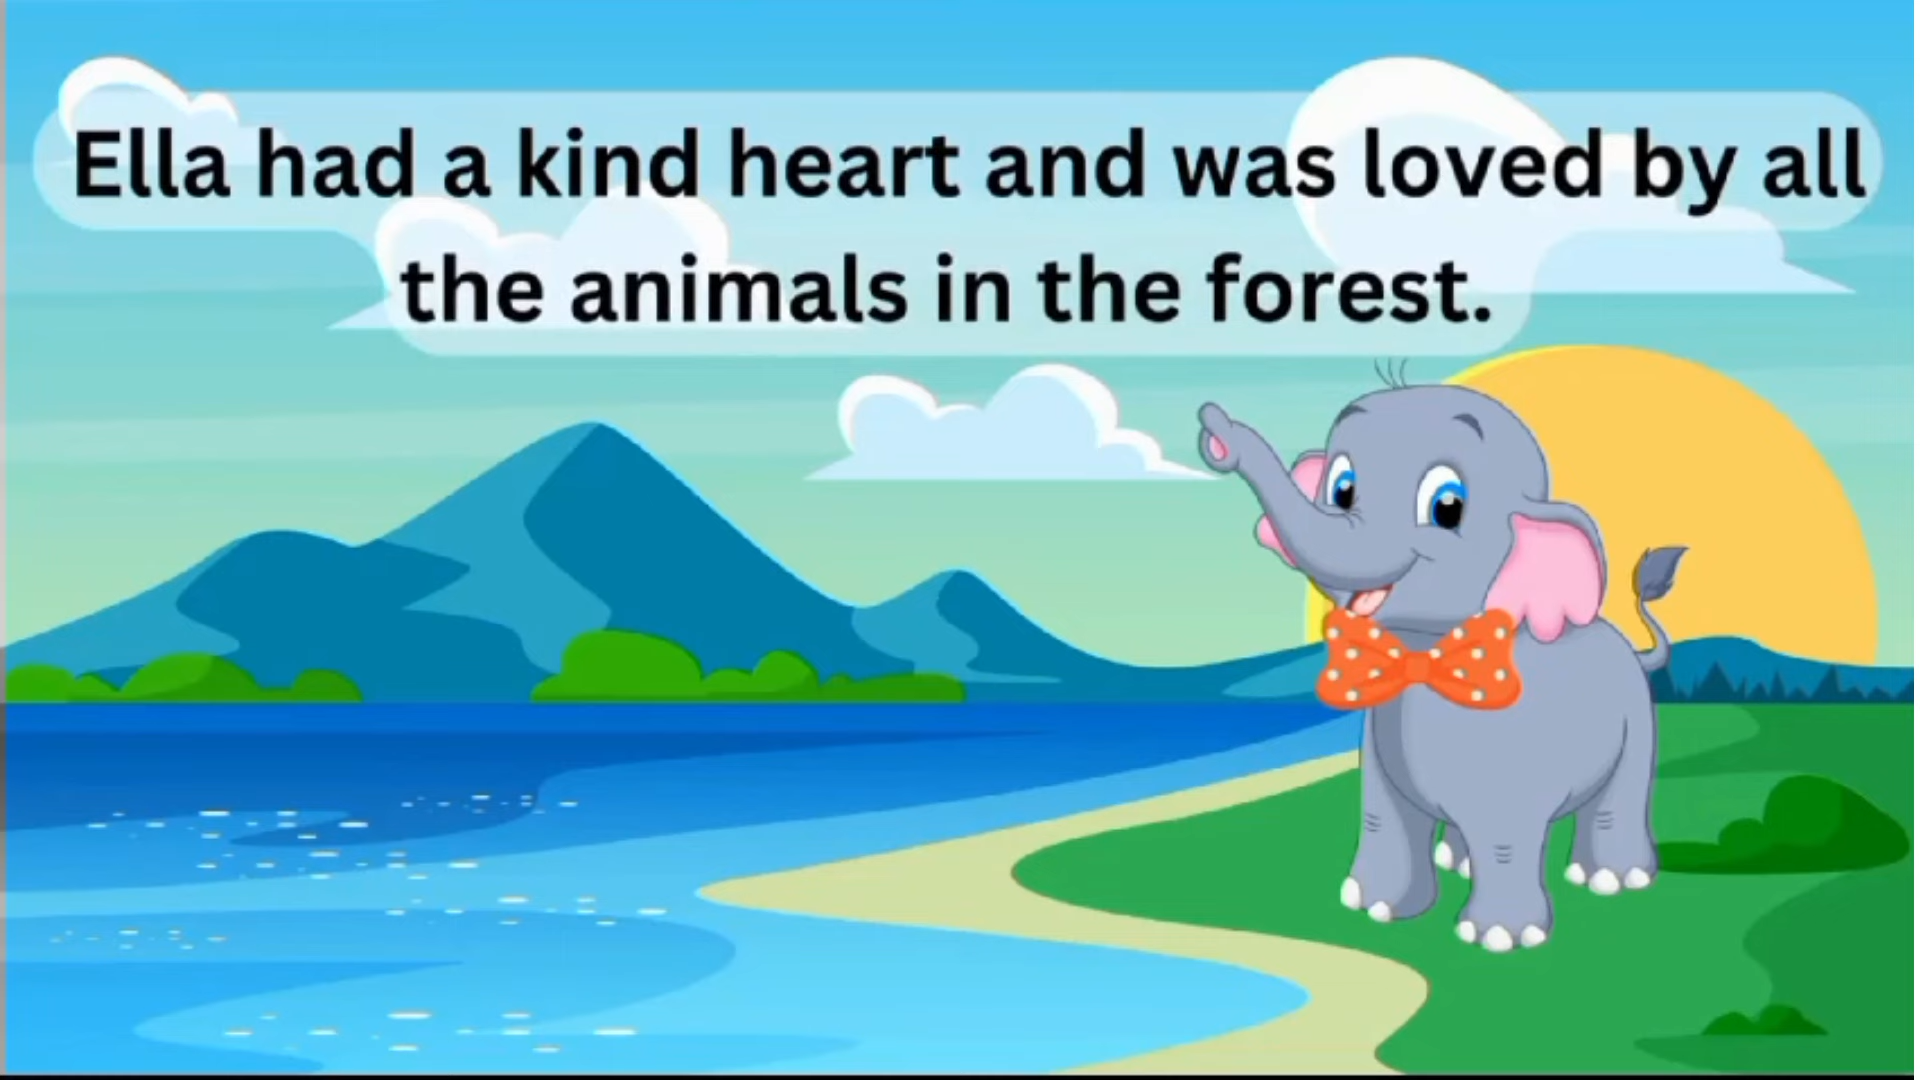 Ella had a kind heart and was loved by all
the animals in the forest.